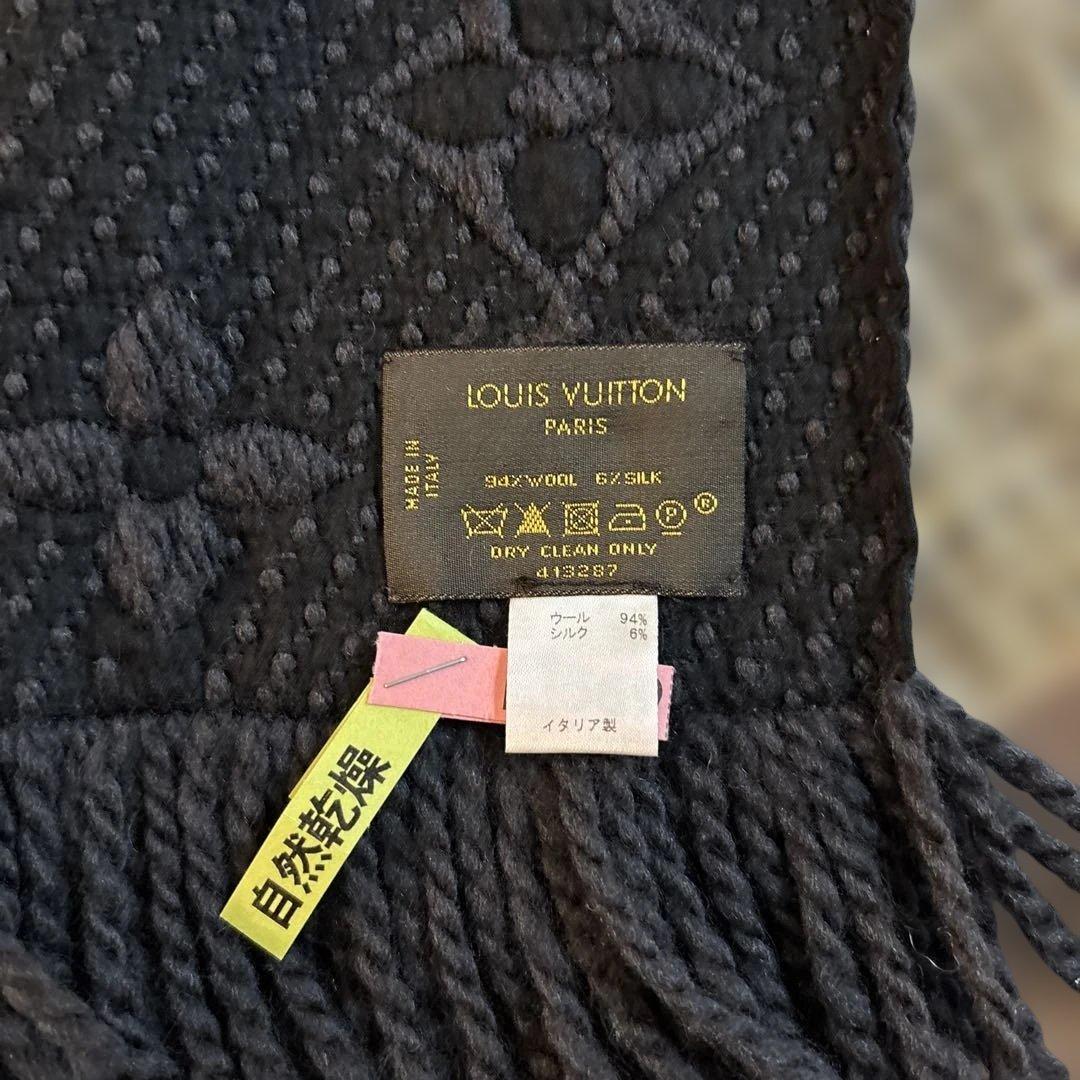 LOUIS VUITTON
PARIS
MADE IN
ITALY
94% WOOL 6% SILK
P
®
DRY CLEAN ONLY
413287
ウール 94%
シルク 6%
イタリア製
自然乾燥